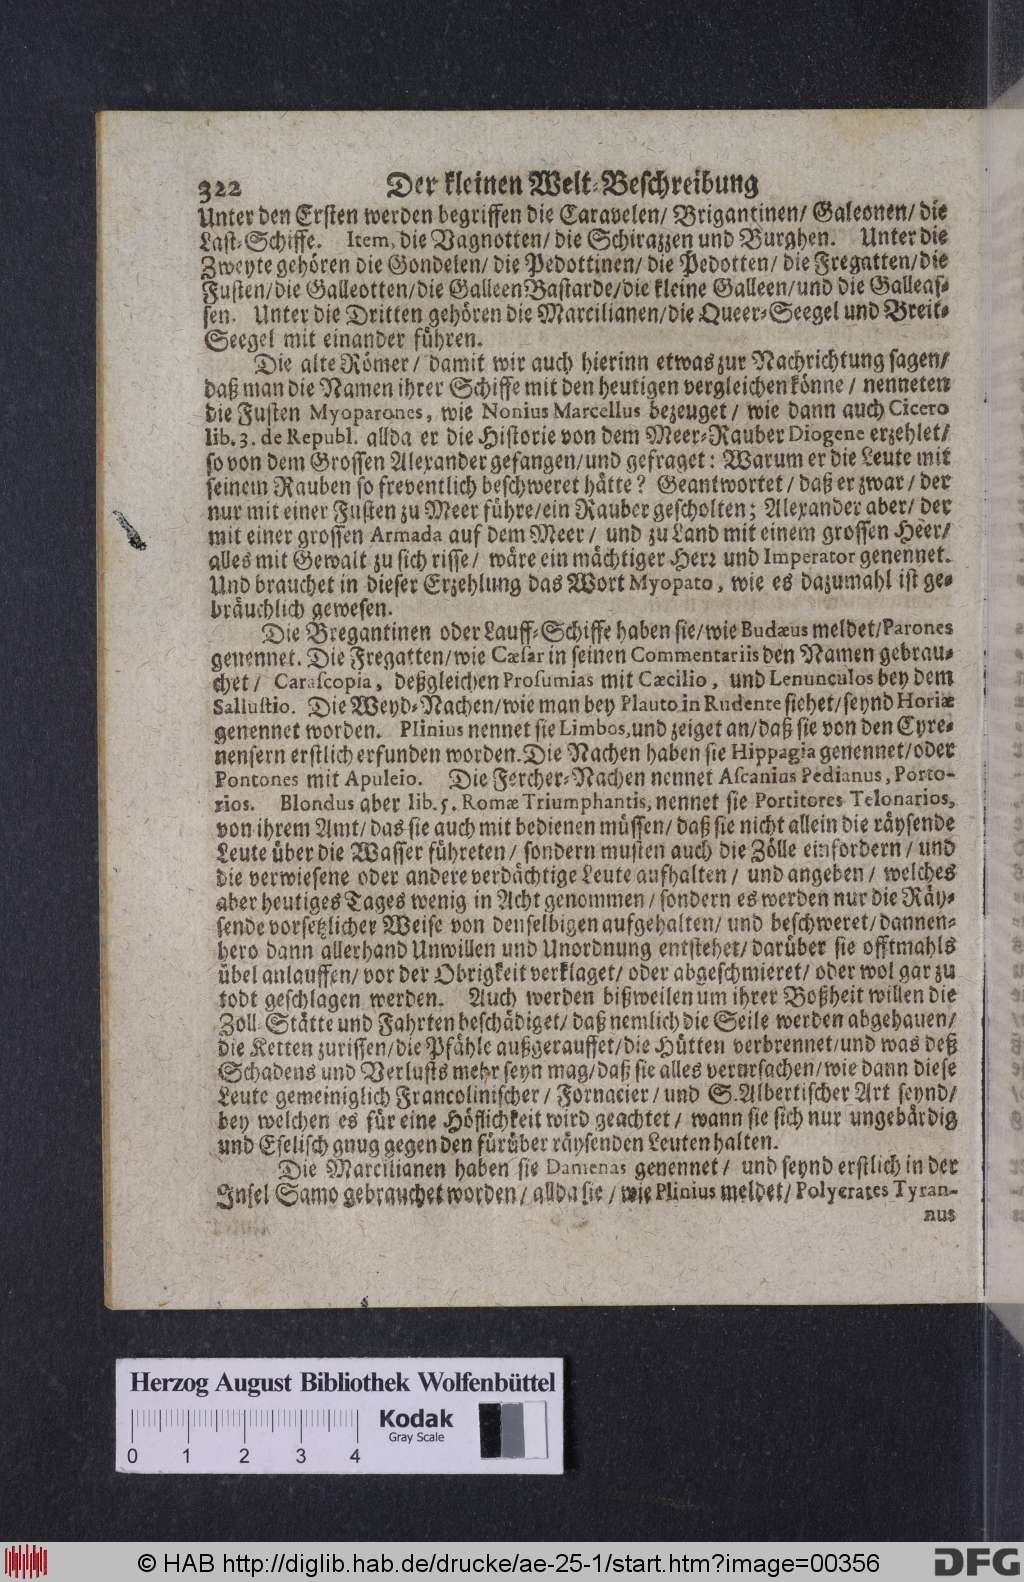 322 Der kleinen Welt-Beschreibung
Unter den Ersten werden begriffen die Caravelen/ Brigantinen/ Galeonen/ die
Last-Schiffe. Item, die Vagnotten/ die Schirazzen und Burghen. Unter die
Zweyte gehören die Gondelen/ die Pedottinen/ die Pedotten/ die Fregatten/ die
Fusten/ die Galleotten/ die Galleen Bastarde/ die kleine Galleen/ und die Galleas-
sen. Unter die Dritten gehören die Marcilianen/ die Queer-Seegel und Breit-
Seegel mit einander führen.
Die alte Römer/ damit wir auch hierinn etwas zur Nachrichtung sagen/
daß man die Namen ihrer Schiffe mit den heutigen vergleichen könne/ nenneten
die Fusten Myoparones, wie Nonius Marcellus bezeuget/ wie dann auch Cicero
lib. 3. de Republ. allda er die Historie von dem Meer-Rauber Diogene erzehlet/
so von dem Grossen Alexander gefangen/ und gefraget: Warum er die Leute mit
seinem Rauben so freventlich beschweret hätte? Geantwortet/ daß er zwar/ der
nur mit einer Fusten zu Meer führe/ ein Rauber gescholten; Alexander aber/ der
mit einer grossen Armada auf dem Meer/ und zu Land mit einem grossen Heer/
alles mit Gewalt zu sich risse/ wäre ein mächtiger Herr und Imperator genennet.
Und brauchet in dieser Erzehlung das Wort Myopato, wie es dazumahl ist ge-
bräuchlich gewesen.
Die Bregantinen oder Lauff-Schiffe haben sie/ wie Budæus meldet/ Parones
genennet. Die Fregatten/ wie Cæsar in seinen Commentariis den Namen gebrau-
chet/ Carascopia, deßgleichen Prosumias mit Cæcilio, und Lenunculos bey dem
Sallustio. Die Weyd-Nachen/ wie man bey Plauto in Rudente siehet/ seynd Horiæ
genennet worden. Plinius nennet sie Limbos, und zeiget an/ daß sie von den Cyre-
nensern erstlich erfunden worden. Die Nachen haben sie Hippagia genennet/ oder
Pontones mit Apuleio. Die Fercher-Nachen nennet Ascanius Pedianus, Porto-
rios. Blondus aber lib. 5. Romæ Triumphantis, nennet sie Portitores Telonarios,
von ihrem Amt/ das sie auch mit bedienen müssen/ daß sie nicht allein die räysende
Leute über die Wasser führeten/ sondern musten auch die Zölle einfordern/ und
die verwiesene oder andere verdächtige Leute aufhalten/ und angeben/ welches
aber heutiges Tages wenig in Acht genommen/ sondern es werden nur die Räy-
sende vorsetzlicher Weise von denselbigen aufgehalten/ und beschweret/ dannen-
hero dann allerhand Unwillen und Unordnung entstehet/ darüber sie offtmahls
übel anlauffen/ vor der Obrigkeit verklaget/ oder abgeschmieret/ oder wol gar zu
todt geschlagen werden. Auch werden bißweilen um ihrer Boßheit willen die
Zoll-Stätte und Fahrten beschädiget/ daß nemlich die Seile werden abgehauen/
die Ketten zurissen/ die Pfähle außgerauffet/ die Hütten verbrennet/ und was deß
Schadens und Verlusts mehr seyn mag/ daß sie alles verursachen/ wie dann diese
Leute gemeiniglich Francolinischer/ Fornacier/ und S. Albertischer Art seynd/
bey welchen es für eine Höflichkeit wird geachtet/ wann sie sich nur ungebärdig
und Eselisch gnug gegen den fürüber räysenden Leuten halten.
Die Marcilianen haben sie Damenas genennet/ und seynd erstlich in der
Insel Samo gebrauchet worden/ allda sie/ wie Plinius meldet/ Polycrates Tyran-
nus
Herzog August Bibliothek Wolfenbüttel
Kodak
Gray Scale
0 1 2 3 4
© HAB http://diglib.hab.de/drucke/ae-25-1/start.htm?image=00356
DFG